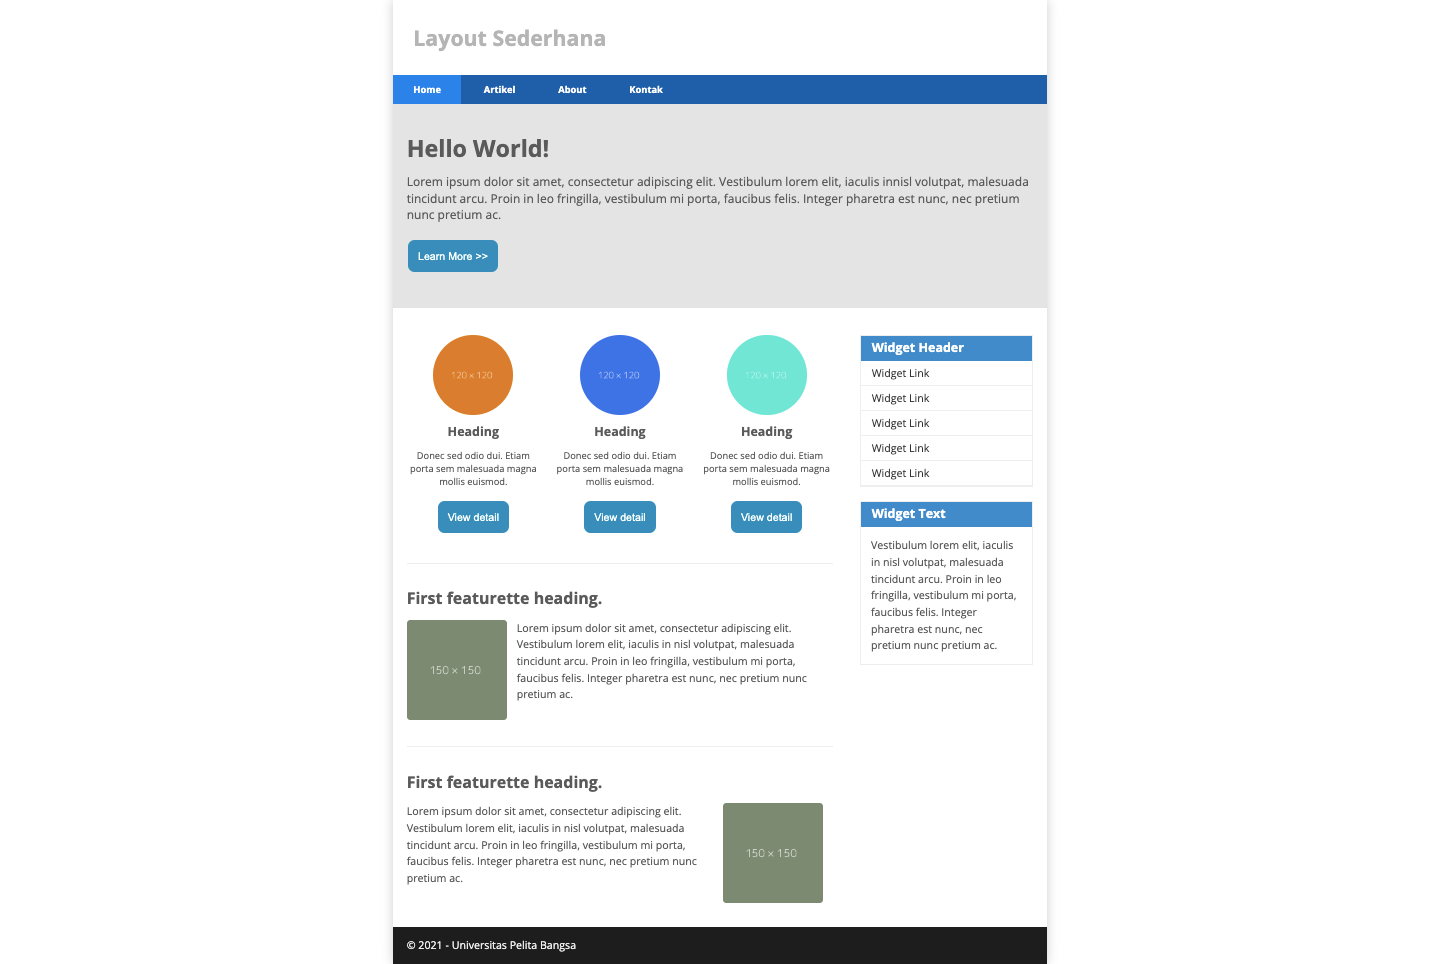 Layout Sederhana
Home Artikel About Kontak
Hello World!
Lorem ipsum dolor sit amet, consectetur adipiscing elit. Vestibulum lorem elit, iaculis innisl volutpat, malesuada
tincidunt arcu. Proin in leo fringilla, vestibulum mi porta, faucibus felis. Integer pharetra est nunc, nec pretium
nunc pretium ac.
Learn More >>
120 × 120
Heading
Donec sed odio dui. Etiam
porta sem malesuada magna
mollis euismod.
View detail
120 × 120
Heading
Donec sed odio dui. Etiam
porta sem malesuada magna
mollis euismod.
View detail
120 × 120
Heading
Donec sed odio dui. Etiam
porta sem malesuada magna
mollis euismod.
View detail
First featurette heading.
150 × 150
Lorem ipsum dolor sit amet, consectetur adipiscing elit.
Vestibulum lorem elit, iaculis in nisl volutpat, malesuada
tincidunt arcu. Proin in leo fringilla, vestibulum mi porta,
faucibus felis. Integer pharetra est nunc, nec pretium nunc
pretium ac.
First featurette heading.
Lorem ipsum dolor sit amet, consectetur adipiscing elit.
Vestibulum lorem elit, iaculis in nisl volutpat, malesuada
tincidunt arcu. Proin in leo fringilla, vestibulum mi porta,
faucibus felis. Integer pharetra est nunc, nec pretium nunc
pretium ac.
150 × 150
Widget Header
Widget Link
Widget Link
Widget Link
Widget Link
Widget Link
Widget Text
Vestibulum lorem elit, iaculis
in nisl volutpat, malesuada
tincidunt arcu. Proin in leo
fringilla, vestibulum mi porta,
faucibus felis. Integer
pharetra est nunc, nec
pretium nunc pretium ac.
© 2021 - Universitas Pelita Bangsa